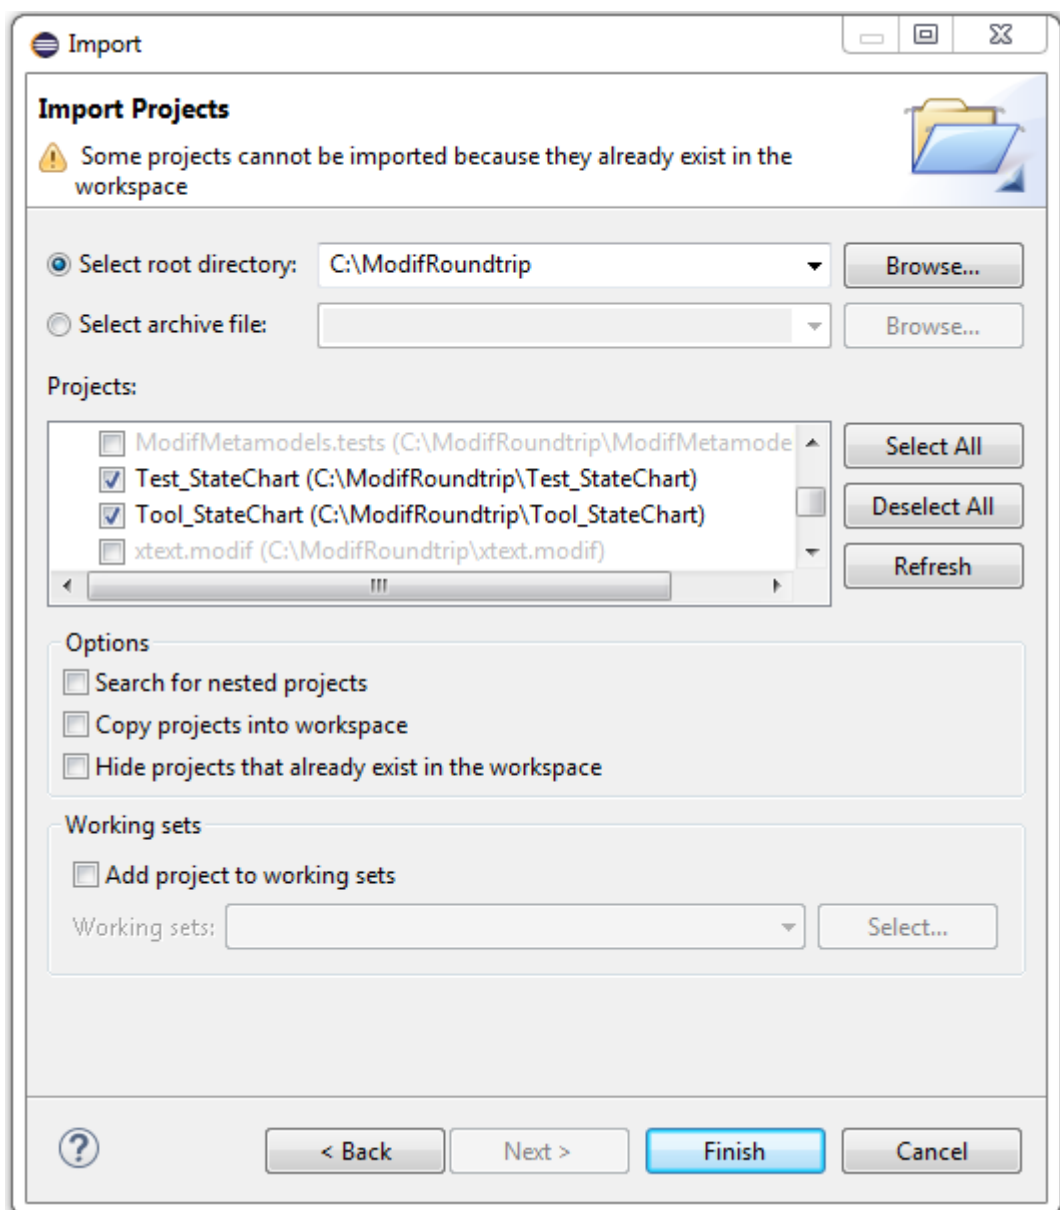 Import
Import Projects
Some projects cannot be imported because they already exist in the
workspace
Select root directory: C:\ModifRoundtrip Browse...
Select archive file: Browse...
Projects:
ModifMetamodels.tests (C:\ModifRoundtrip\ModifMetamode
Test_StateChart (C:\ModifRoundtrip\Test_StateChart)
Tool_StateChart (C:\ModifRoundtrip\Tool_StateChart)
xtext.modif (C:\ModifRoundtrip\xtext.modif)
Select All
Deselect All
Refresh
Options
Search for nested projects
Copy projects into workspace
Hide projects that already exist in the workspace
Working sets
Add project to working sets
Working sets: Select...
? < Back Next > Finish Cancel